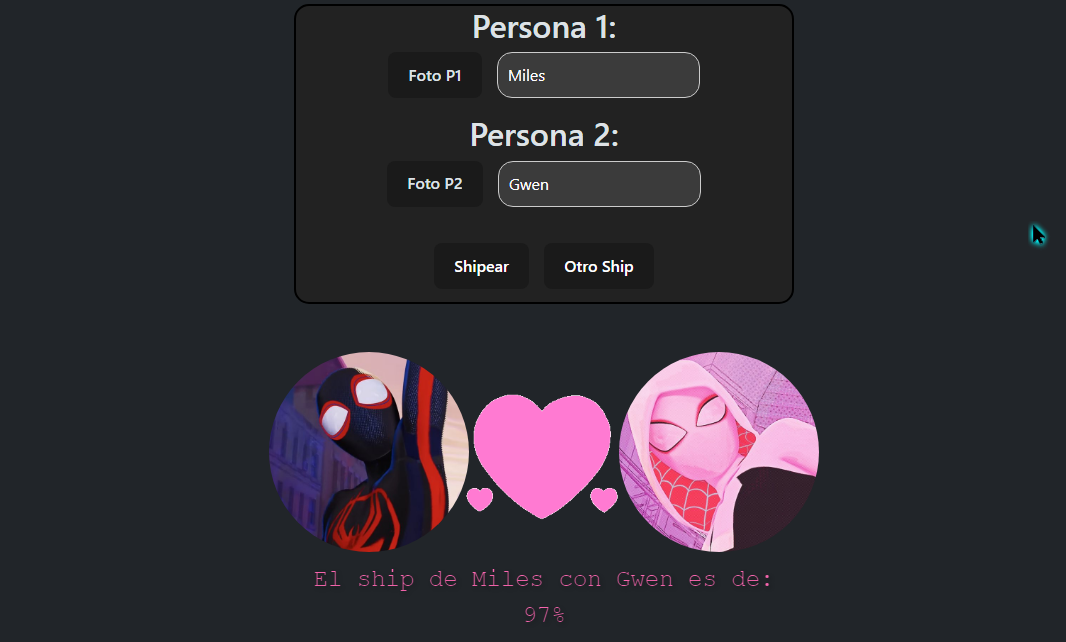 Persona 1:
Foto P1
Miles
Persona 2:
Foto P2
Gwen
Shipear
Otro Ship
El ship de Miles con Gwen es de:
97%